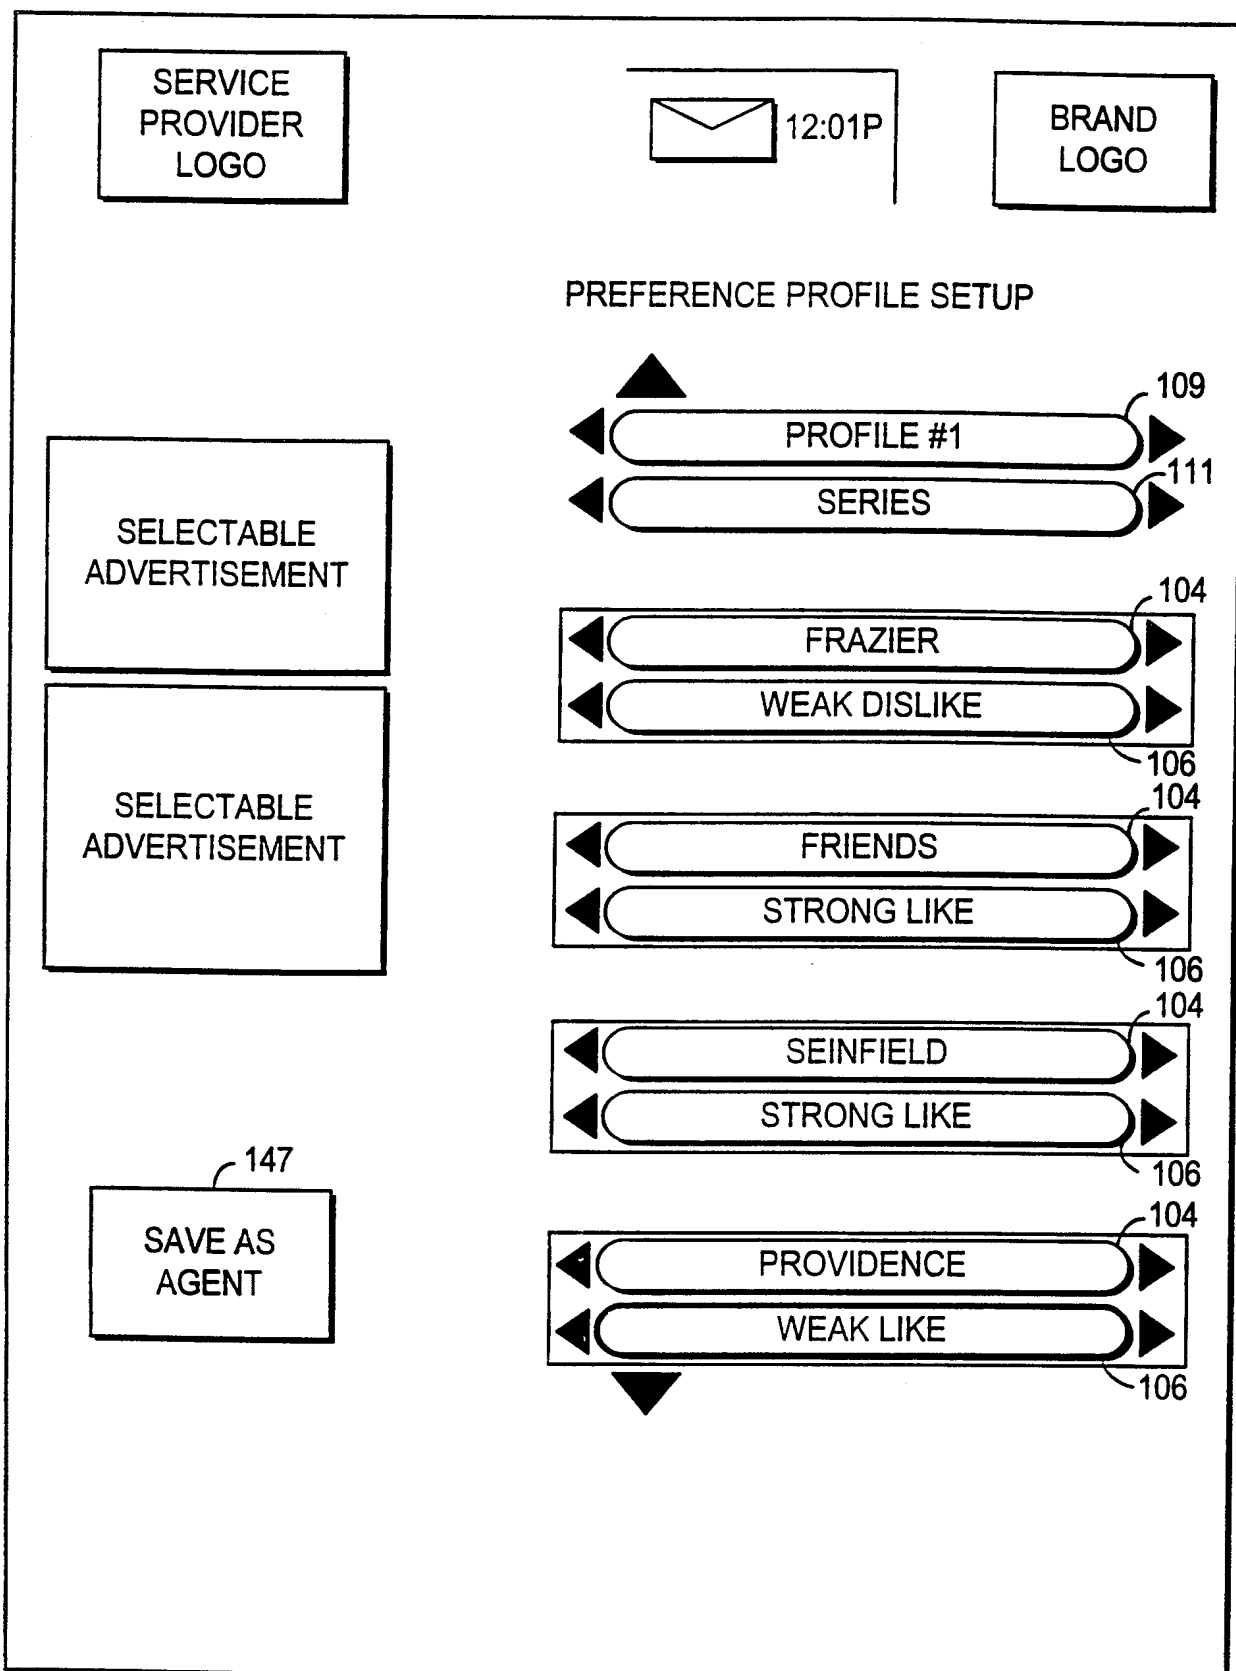 SERVICE
PROVIDER
LOGO
12:01P
BRAND
LOGO
PREFERENCE PROFILE SETUP
109
PROFILE #1
111
SERIES
SELECTABLE
ADVERTISEMENT
104
FRAZIER
WEAK DISLIKE
106
SELECTABLE
ADVERTISEMENT
104
FRIENDS
STRONG LIKE
106
104
SEINFIELD
STRONG LIKE
106
147
SAVE AS
AGENT
104
PROVIDENCE
WEAK LIKE
106